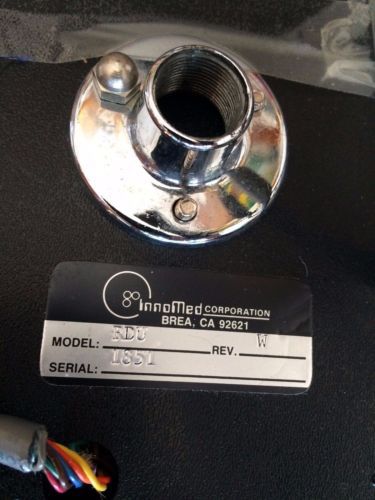 InnoMed CORPORATION
BREA, CA 92621
MODEL: RDU REV. W
SERIAL: 1851